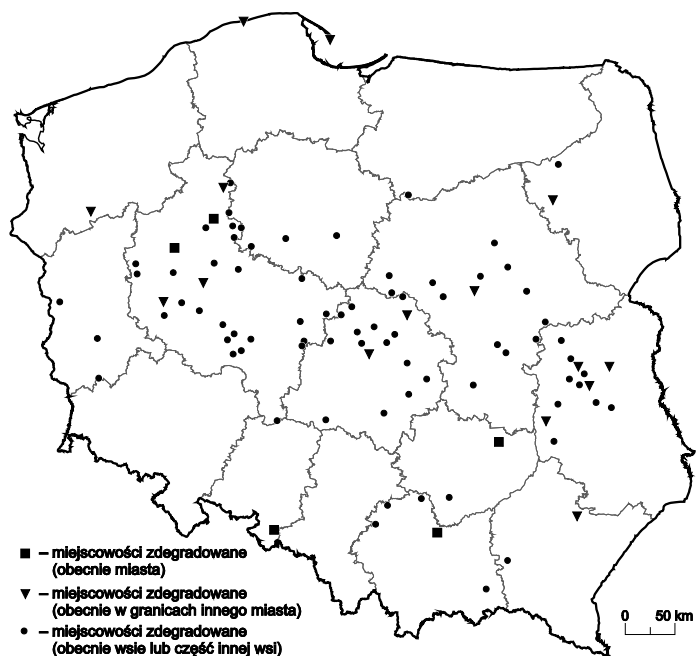 – miejscowości zdegradowane
(obecnie miasta)
– miejscowości zdegradowane
(obecnie w granicach innego miasta)
– miejscowości zdegradowane
(obecnie wsie lub część innej wsi)
0 50 km